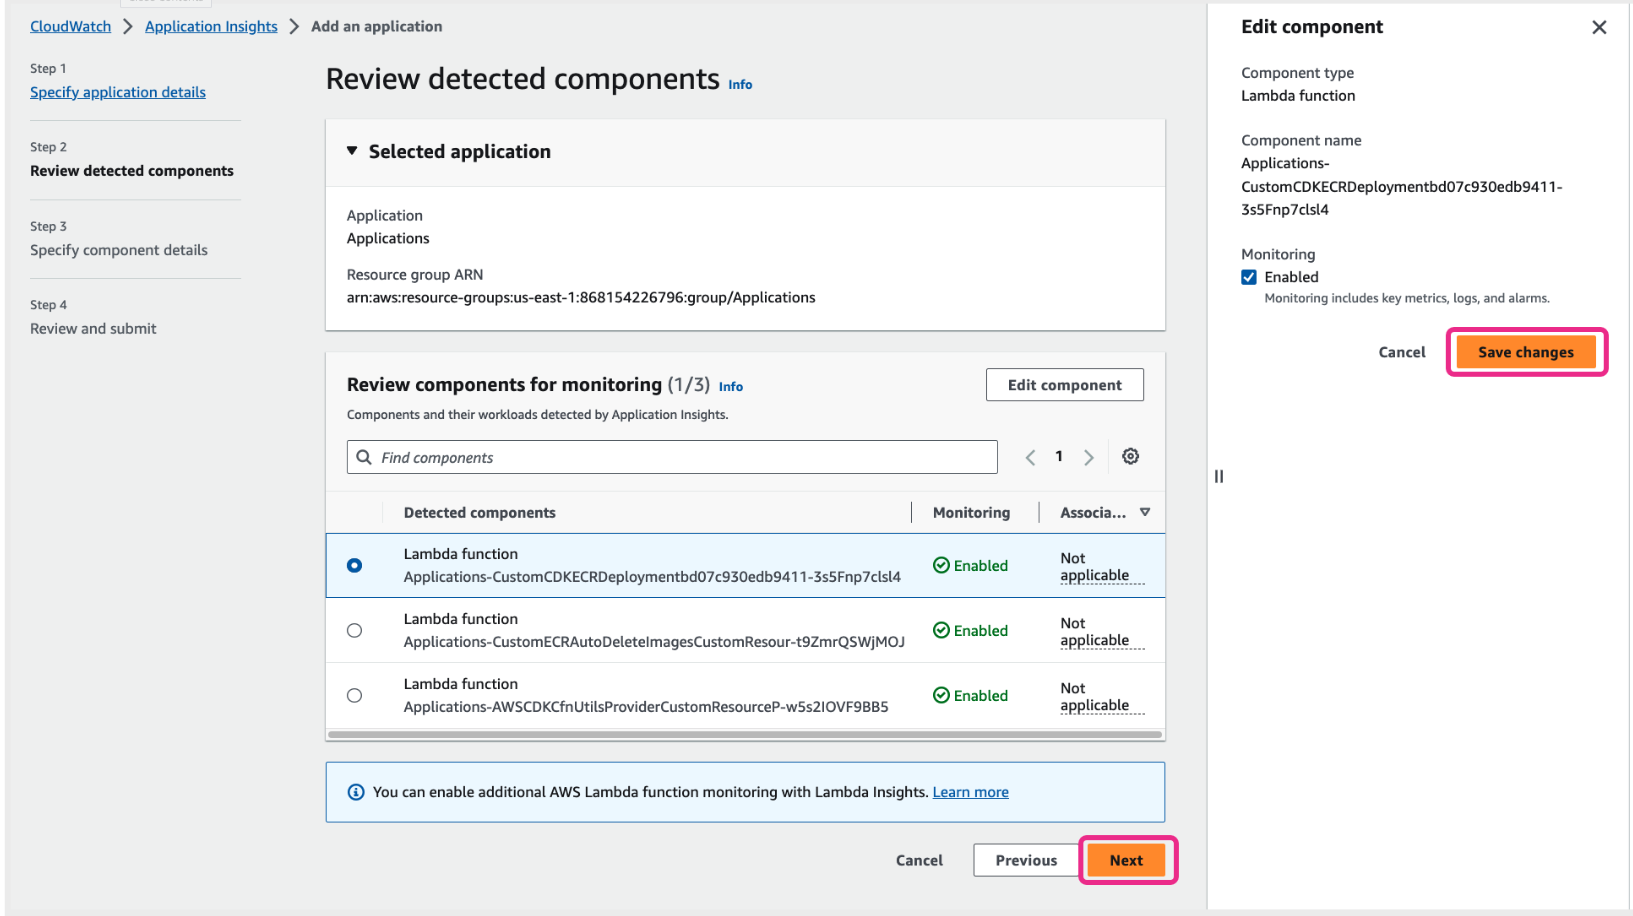 CloudWatch
Application Insights
Add an application
Step 1
Specify application details
Step 2
Review detected components
Step 3
Specify component details
Step 4
Review and submit
Review detected components Info
Selected application
Application
Applications
Resource group ARN
arn:aws:resource-groups:us-east-1:868154226796:group/Applications
Review components for monitoring (1/3) Info
Edit component
Components and their workloads detected by Application Insights.
Find components
1
Detected components
Monitoring
Associa...
Lambda function
Applications-CustomCDKECRDeploymentbd07c930edb9411-3s5Fnp7clsl4
Enabled
Not
applicable
Lambda function
Applications-CustomECRAutoDeleteImagesCustomResour-t9ZmrQSWjMOJ
Enabled
Not
applicable
Lambda function
Applications-AWSCDKCfnUtilsProviderCustomResourceP-w5s2IOVF9BB5
Enabled
Not
applicable
You can enable additional AWS Lambda function monitoring with Lambda Insights. Learn more
Cancel
Previous
Next
Edit component
Component type
Lambda function
Component name
Applications-
CustomCDKECRDeploymentbd07c930edb9411-
3s5Fnp7clsl4
Monitoring
Enabled
Monitoring includes key metrics, logs, and alarms.
Cancel
Save changes